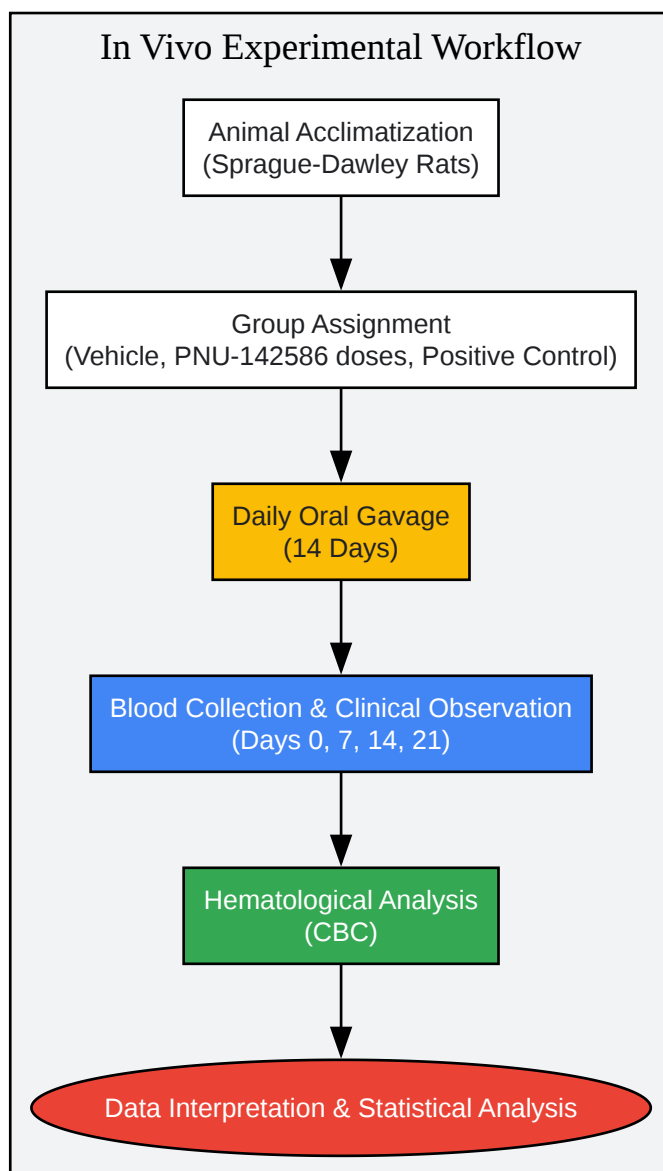 In Vivo Experimental Workflow
Animal Acclimatization
(Sprague-Dawley Rats)
Group Assignment
(Vehicle, PNU-142586 doses, Positive Control)
Daily Oral Gavage
(14 Days)
Blood Collection & Clinical Observation
(Days 0, 7, 14, 21)
Hematological Analysis
(CBC)
Data Interpretation & Statistical Analysis